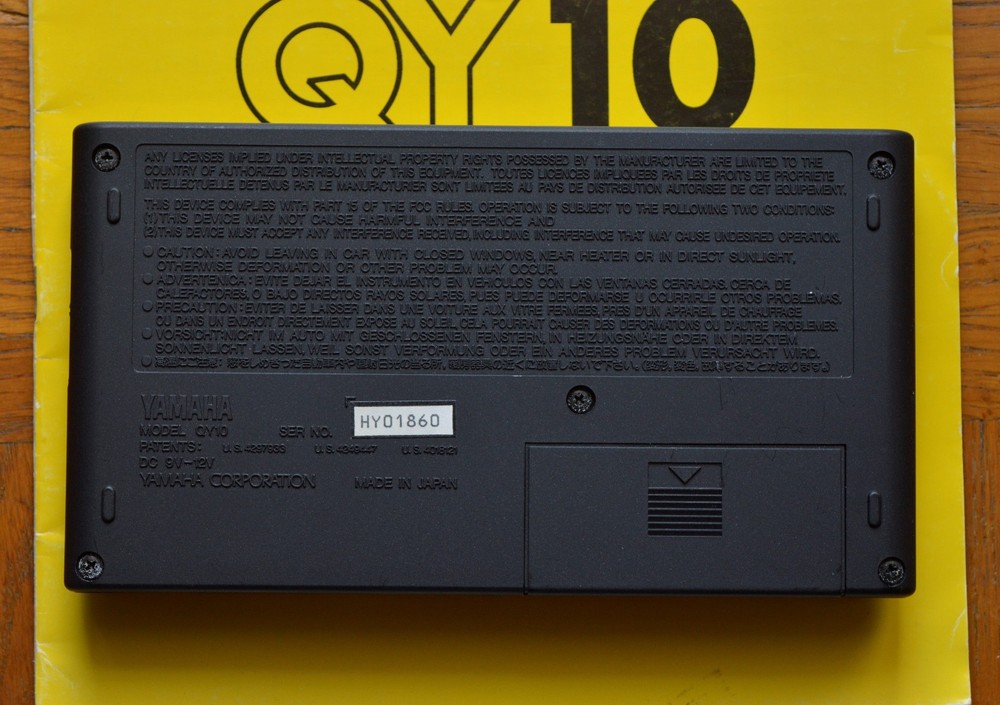 QY10
ANY LICENSES IMPLIED UNDER INTELLECTUAL PROPERTY RIGHTS POSSESSED BY THE MANUFACTURER ARE LIMITED TO THE
COUNTRY OF AUTHORIZED DISTRIBUTION OF THIS EQUIPMENT. TOUTES LICENCES IMPLIQUEES PAR LES DROITS DE PROPRIETE
INTELLECTUELLE DETENUS PAR LE MANUFACTURIER SONT LIMITEES AU PAYS DE DISTRIBUTION AUTORISEE DE CET EQUIPEMENT.
THIS DEVICE COMPLIES WITH PART 15 OF THE FCC RULES. OPERATION IS SUBJECT TO THE FOLLOWING TWO CONDITIONS:
(1) THIS DEVICE MAY NOT CAUSE HARMFUL INTERFERENCE AND
(2) THIS DEVICE MUST ACCEPT ANY INTERFERENCE RECEIVED, INCLUDING INTERFERENCE THAT MAY CAUSE UNDESIRED OPERATION.
CAUTION: AVOID LEAVING IN CAR WITH CLOSED WINDOWS, NEAR HEATER OR IN DIRECT SUNLIGHT,
OTHERWISE DEFORMATION OR OTHER PROBLEM MAY OCCUR.
ADVERTENCIA: EVITE DEJAR EL INSTRUMENTO EN VEHICULOS CON LAS VENTANAS CERRADAS, CERCA DE
CALEFACTORES, O BAJO DIRECTOS RAYOS SOLARES, PUES PUEDE DEFORMARSE U OCURRIRLE OTROS PROBLEMAS.
PRECAUTION: EVITER DE LAISSER DANS UNE VOITURE AUX VITRE FERMEES, PRES D'UN APPAREIL DE CHAUFFAGE
OU DANS UN ENDROIT DIRECTEMENT EXPOSE AU SOLEIL, CELA POURRAIT CAUSER DES DEFORMATIONS OU D'AUTRE PROBLEMES.
VORSICHT: NICHT IM AUTO MIT GESCHLOSSENEN FENSTERN, IN HEIZUNGSNÄHE ODER IN DIREKTEM
SONNENLICHT LASSEN, WEIL SONST VERFORMUNG ODER EIN ANDERES PROBLEM VERURSACHT WIRD.
YAMAHA
MODEL QY10 SER NO. HY01860
PATENTS: U.S.4297933 U.S.4248447 U.S.4018121
DC 9V-12V
YAMAHA CORPORATION MADE IN JAPAN